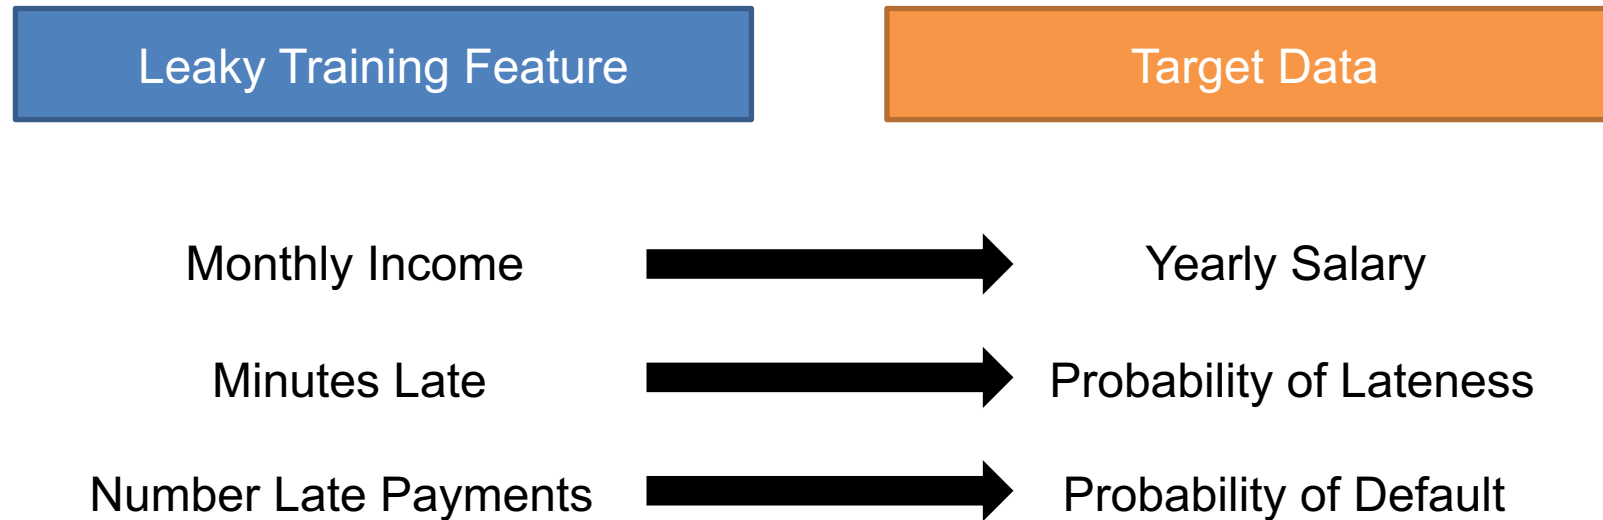 Leaky Training Feature
Target Data
Monthly Income
Yearly Salary
Minutes Late
Probability of Lateness
Number Late Payments
Probability of Default